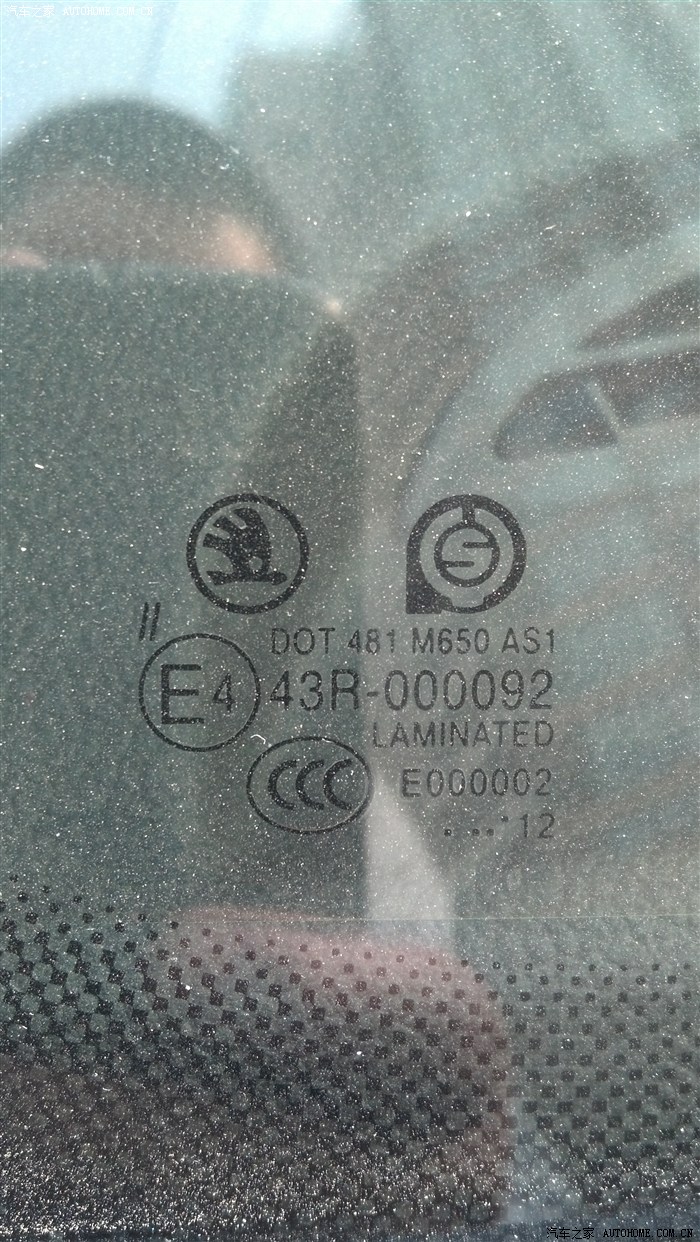 汽车之家 AUTOHOME.COM.CN
S
II
DOT 481 M650 AS1
E4 43R-000092
LAMINATED
CCC E000002
. ...12
汽车之家 AUTOHOME.COM.CN